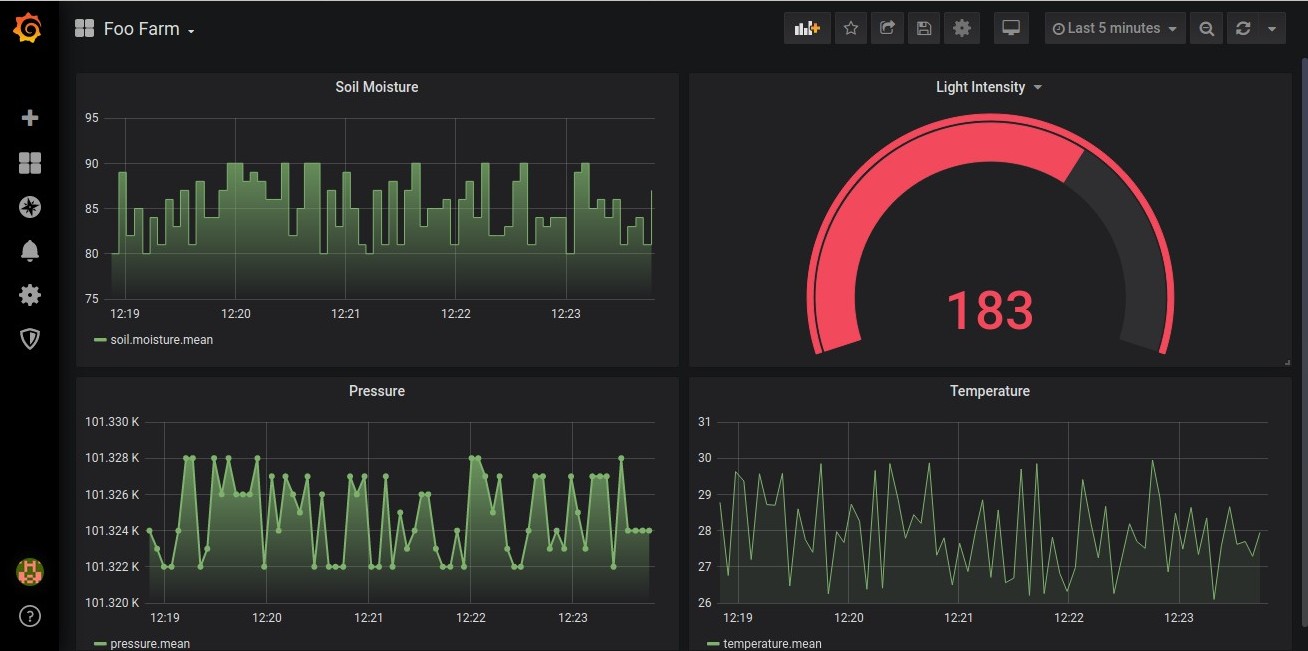 Foo Farm
Last 5 minutes
Soil Moisture
95
90
85
80
75
12:19 12:20 12:21 12:22 12:23
soil.moisture.mean
Light Intensity
183
Pressure
101.330 K
101.328 K
101.326 K
101.324 K
101.322 K
101.320 K
12:19 12:20 12:21 12:22 12:23
pressure.mean
Temperature
31
30
29
28
27
26
12:19 12:20 12:21 12:22 12:23
temperature.mean